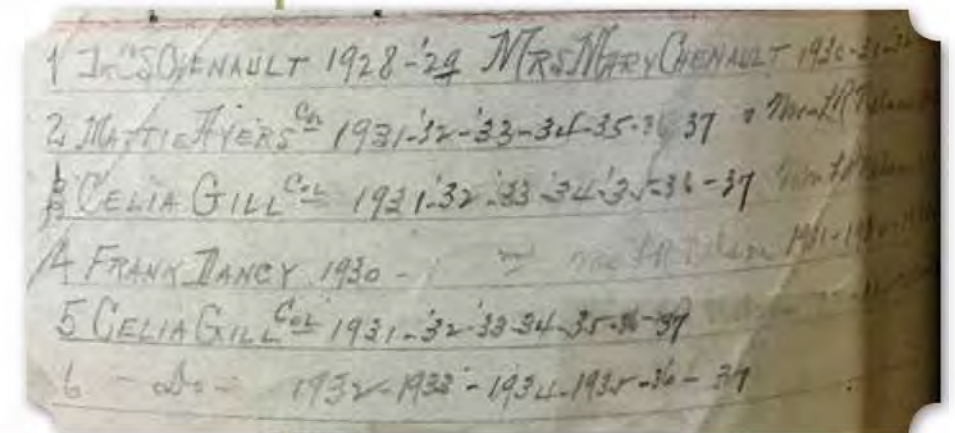 1 Dr CS CHENAULT 1928-'29 MRS MARY CHENAULT 1930-31-32
2 MATTIE AYERS Col 1931-'32-'33-34-35-36 37
3 CELIA GILL Col 1931-'32-'33-'34-'35-36-37
4 FRANK DANCY 1930-
5 CELIA GILL Col 1931-'32-'33-34-35-36-37
6 - do - 1932-1933-1934-1935-36-37